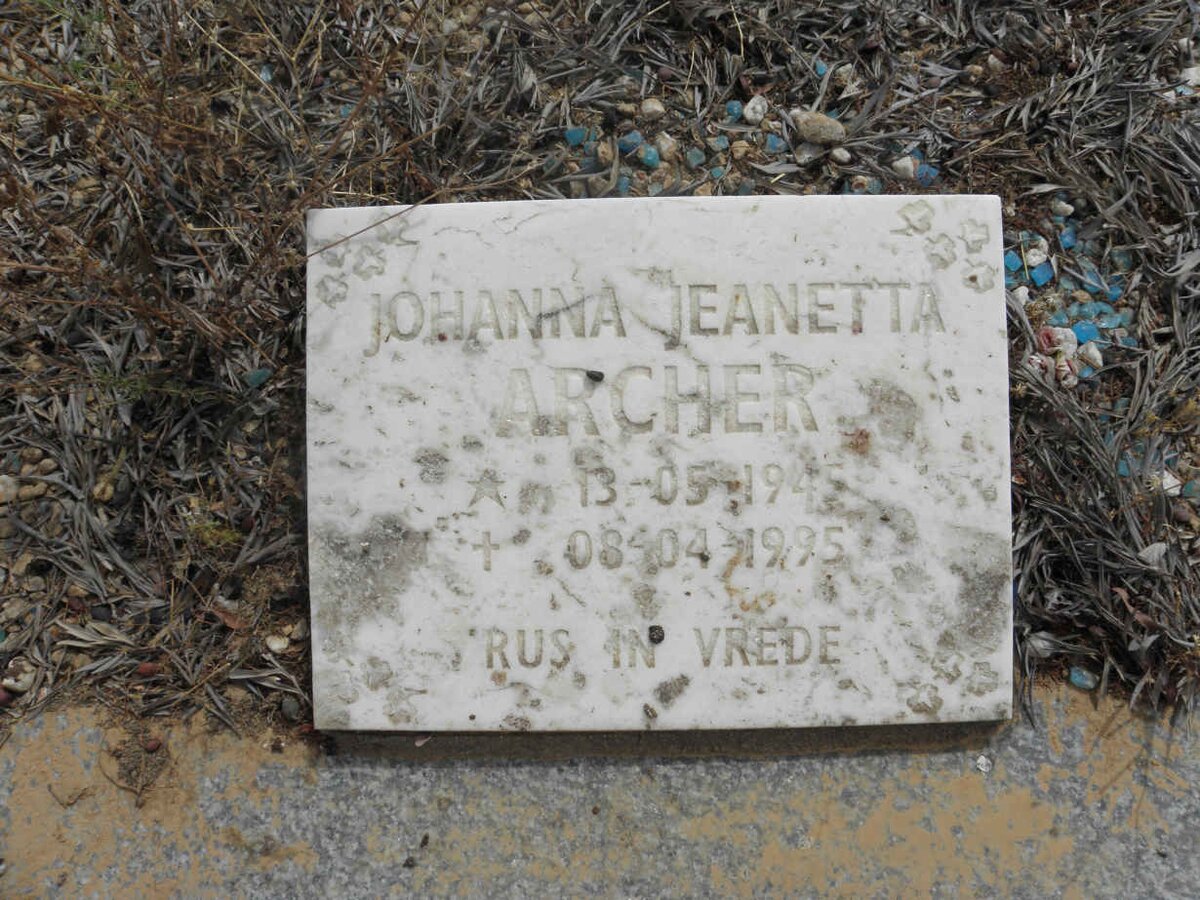 JOHANNA JEANETTA
ARCHER
★ 13-05-1945
✝ 08-04-1995
RUS IN VREDE